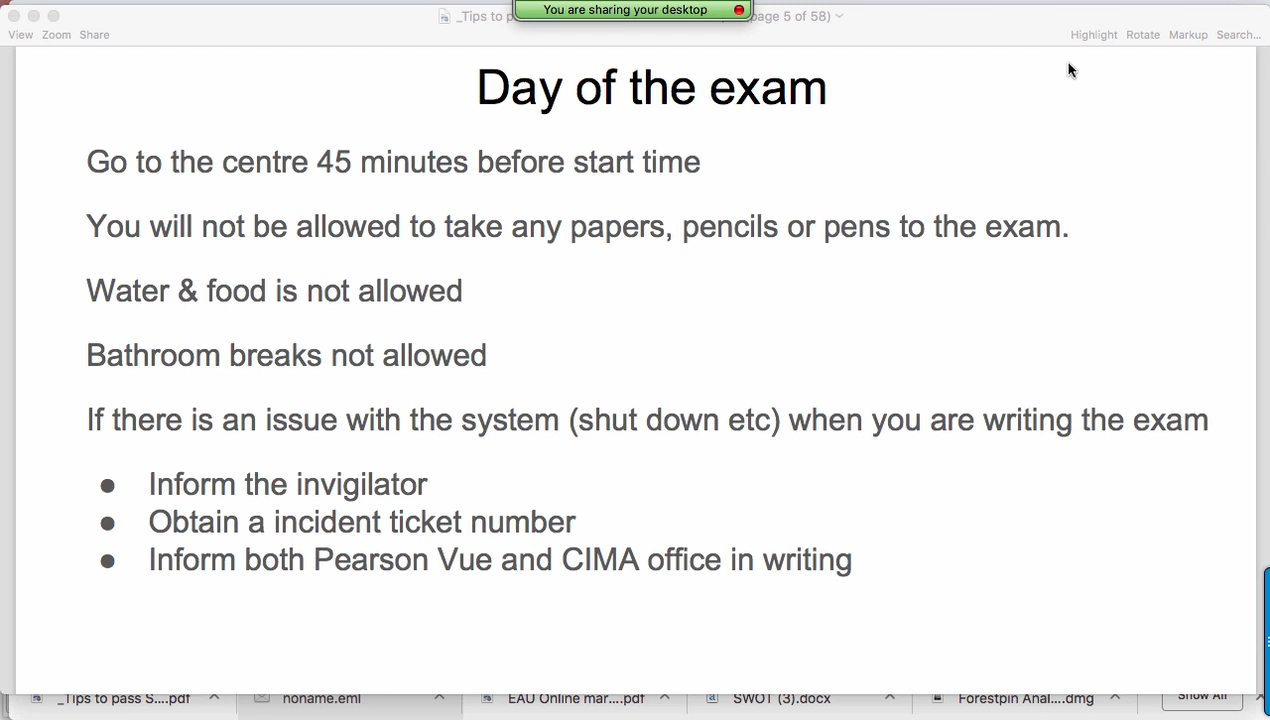 You are sharing your desktop
_Tips to p
page 5 of 58)
View Zoom Share
Highlight Rotate Markup Search...
Day of the exam
Go to the centre 45 minutes before start time
You will not be allowed to take any papers, pencils or pens to the exam.
Water & food is not allowed
Bathroom breaks not allowed
If there is an issue with the system (shut down etc) when you are writing the exam
● Inform the invigilator
● Obtain a incident ticket number
● Inform both Pearson Vue and CIMA office in writing
_Tips to pass S....pdf
noname.eml
EAU Online mar....pdf
SWOT (3).docx
Forestpin Anal....dmg
Show All